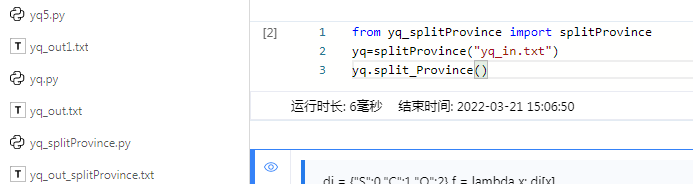 yq5.py
yq_out1.txt
yq.py
yq_out.txt
yq_splitProvince.py
yq_out_splitProvince.txt
[2]
1 from yq_splitProvince import splitProvince
2 yq=splitProvince("yq_in.txt")
3 yq.split_Province()
运行时长: 6毫秒 结束时间: 2022-03-21 15:06:50
di = {"S":0,"C":1,"Q":2} f = lambda x: di[x]